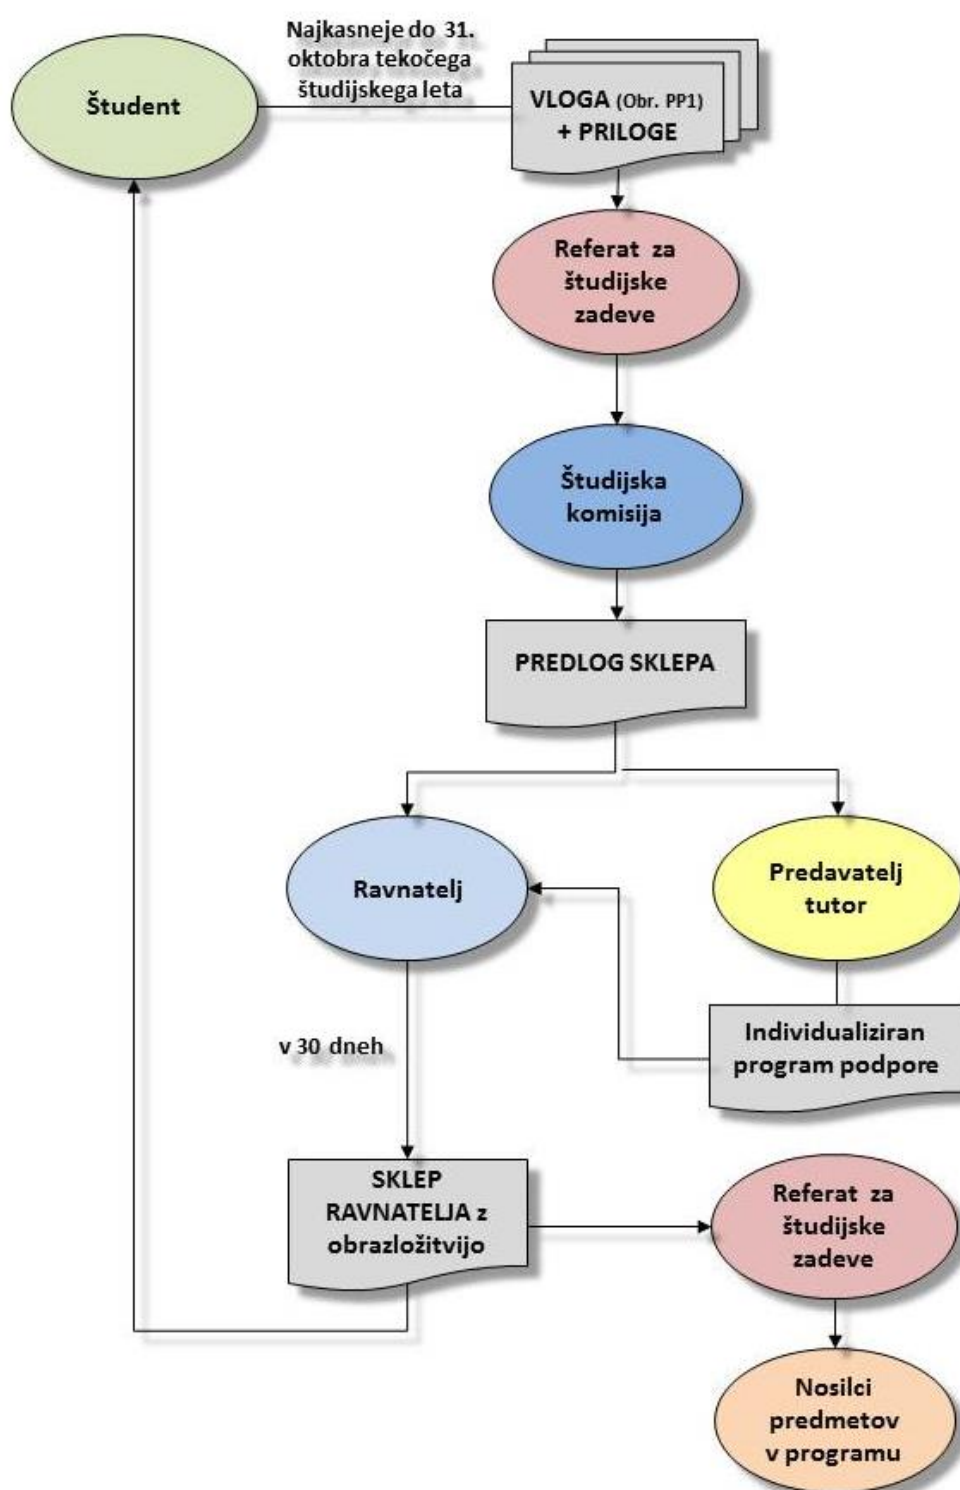 Najkasneje do 31.
oktobra tekočega
študijskega leta
Študent
VLOGA (Obr. PP1)
+ PRILOGE
Referat za
študijske
zadeve
Študijska
komisija
PREDLOG SKLEPA
Ravnatelj
Predavatelj
tutor
Individualiziran
program podpore
v 30 dneh
SKLEP
RAVNATELJA z
obrazložitvijo
Referat za
študijske
zadeve
Nosilci
predmetov
v programu